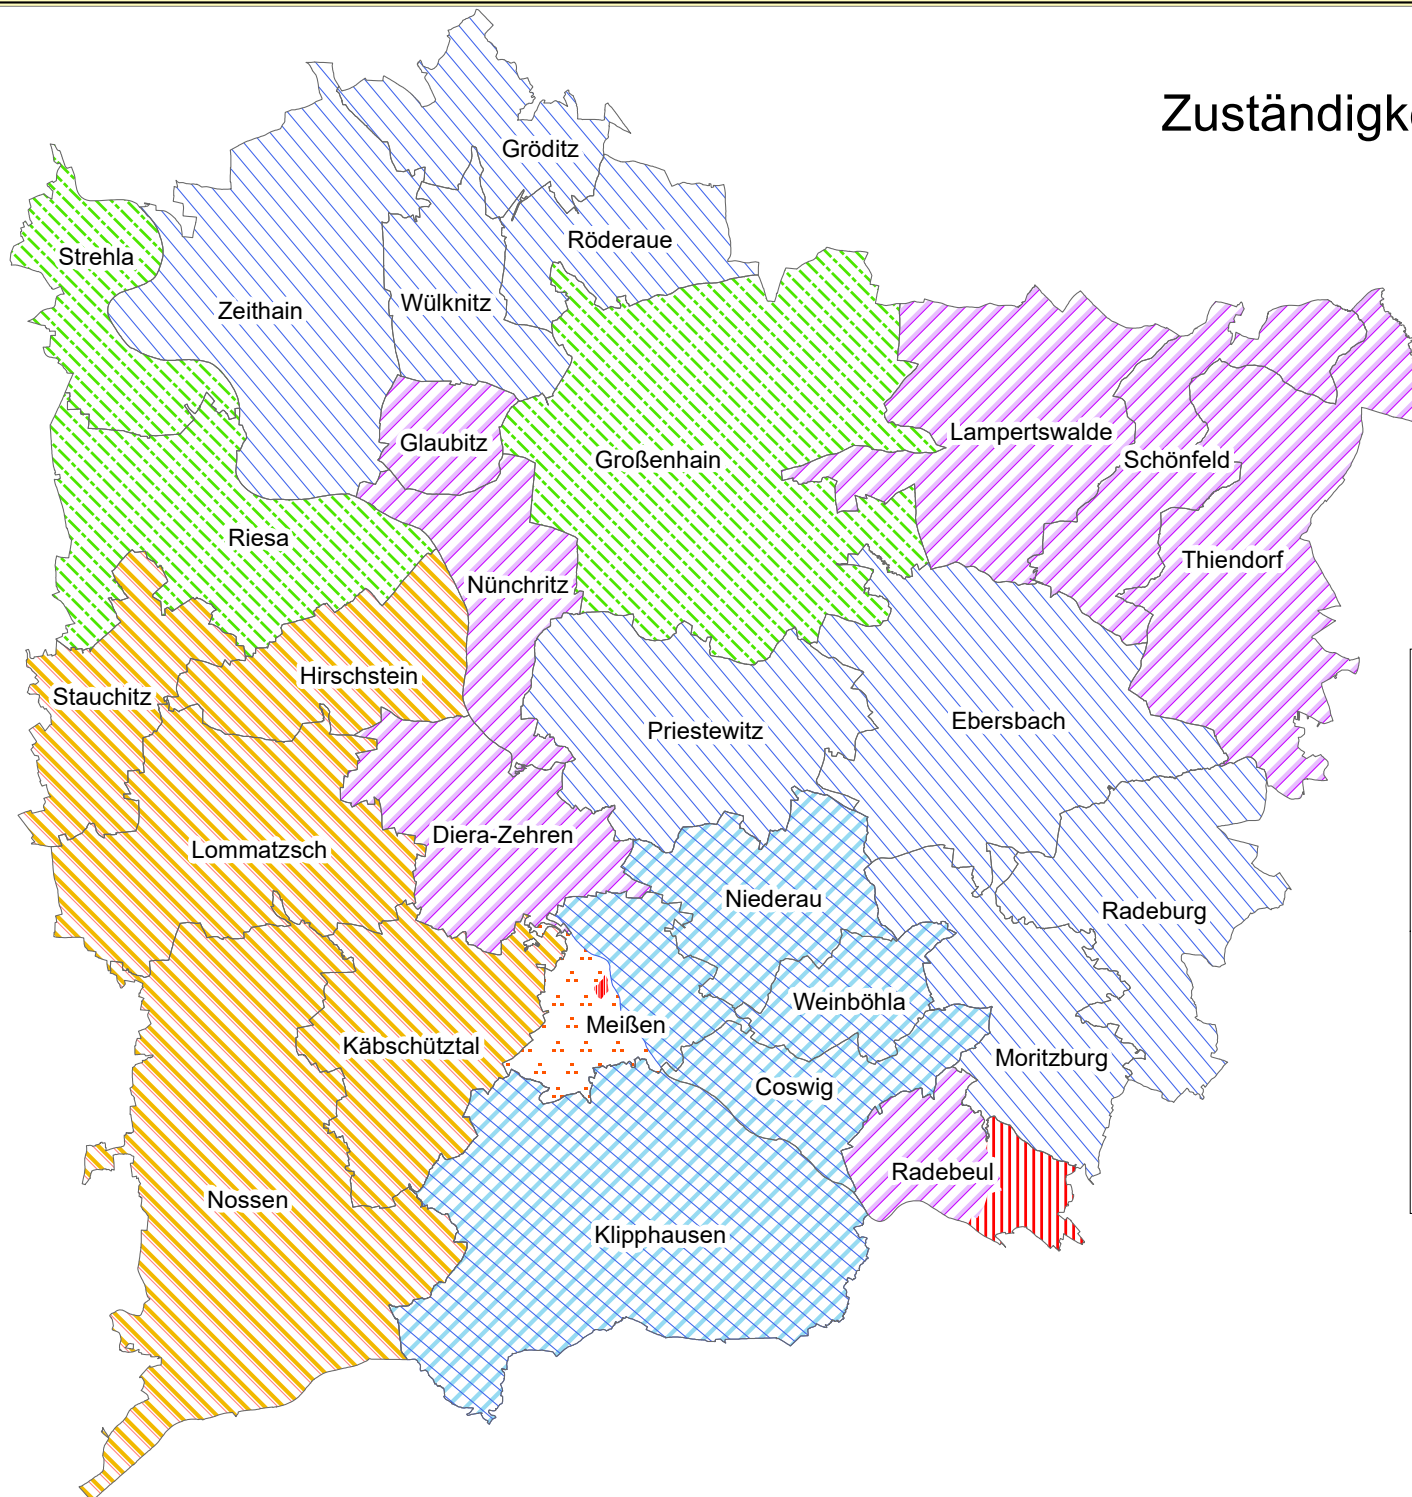 Zuständigk
Gröditz
Röderaue
Strehla
Zeithain
Wülknitz
Glaubitz
Großenhain
Lampertswalde
Schönfeld
Riesa
Thiendorf
Nünchritz
Hirschstein
Stauchitz
Priestewitz
Ebersbach
Diera-Zehren
Lommatzsch
Niederau
Radeburg
Weinböhla
Meißen
Käbschütztal
Moritzburg
Coswig
Radebeul
Nossen
Klipphausen